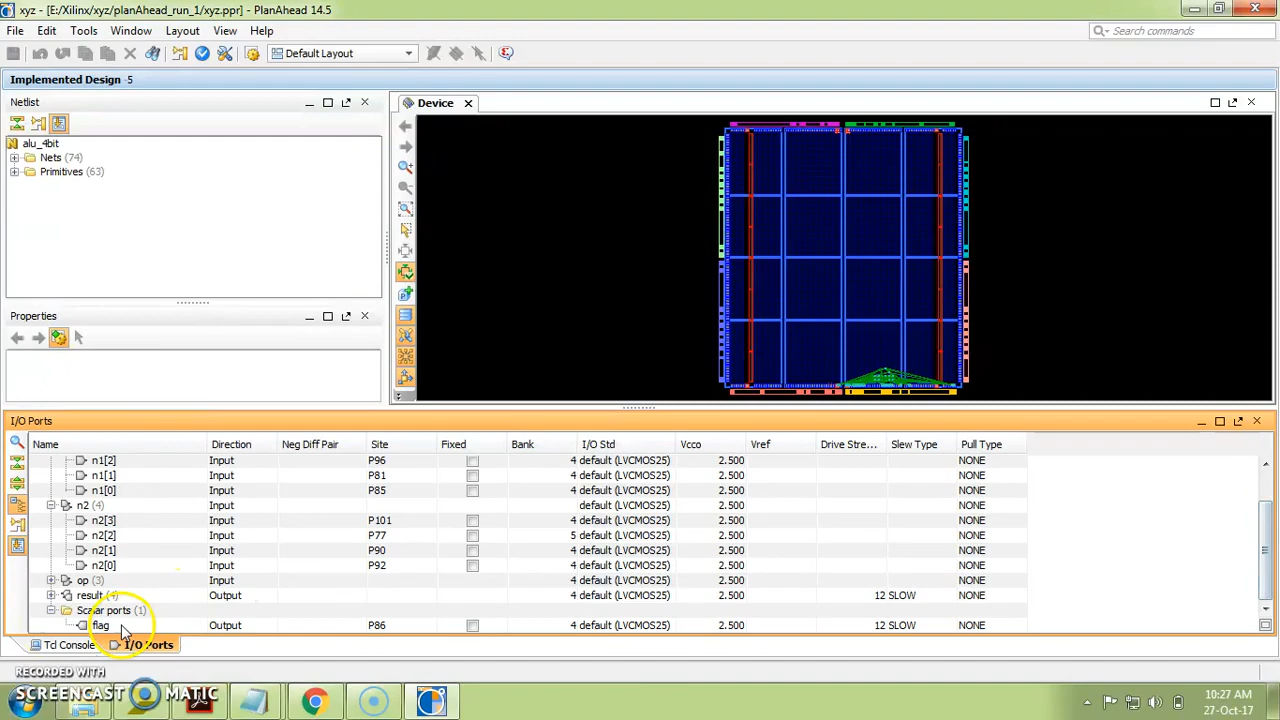 xyz - [E:/Xilinx/xyz/planAhead_run_1/xyz.ppr] - PlanAhead 14.5
File Edit Tools Window Layout View Help
Search commands
Default Layout
Implemented Design -5
Netlist
Device
alu_4bit
Nets (74)
Primitives (63)
Properties
I/O Ports
Name Direction Neg Diff Pair Site Fixed Bank I/O Std Vcco Vref Drive Stre... Slew Type Pull Type
n1[2] Input P96 4 default (LVCMOS25) 2.500 NONE
n1[1] Input P81 4 default (LVCMOS25) 2.500 NONE
n1[0] Input P85 4 default (LVCMOS25) 2.500 NONE
n2 (4) Input default (LVCMOS25) 2.500 NONE
n2[3] Input P101 4 default (LVCMOS25) 2.500 NONE
n2[2] Input P77 5 default (LVCMOS25) 2.500 NONE
n2[1] Input P90 4 default (LVCMOS25) 2.500 NONE
n2[0] Input P92 4 default (LVCMOS25) 2.500 NONE
op (3) Input 4 default (LVCMOS25) 2.500 NONE
result (4) Output 4 default (LVCMOS25) 2.500 12 SLOW NONE
Scalar ports (1)
flag Output P86 4 default (LVCMOS25) 2.500 12 SLOW NONE
Tcl Console I/O Ports
RECORDED WITH
SCREENCAST MATIC
10:27 AM
27-Oct-17